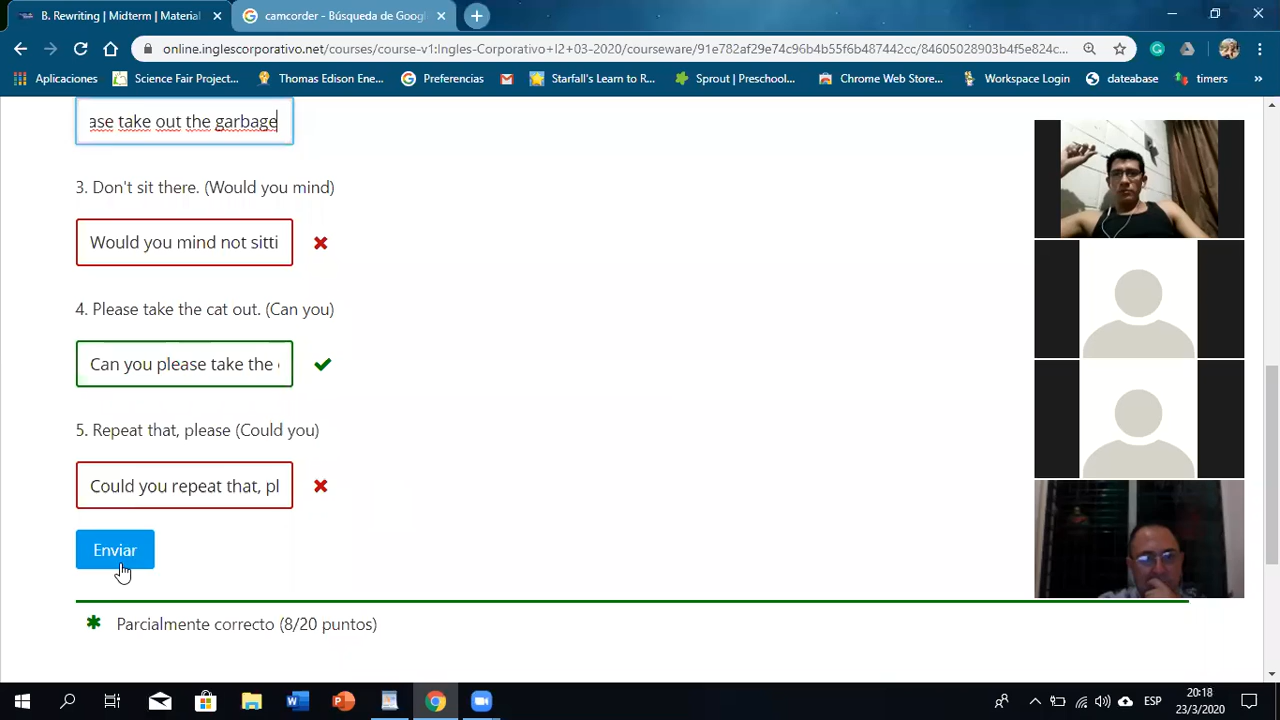 B. Rewriting | Midterm | Material
camcorder - Búsqueda de Googl
online.inglescorporativo.net/courses/course-v1:Ingles-Corporativo+I2+03-2020/courseware/91e782af29e74c96b4b55f6b487442cc/84605028903b4f5e824c...
Aplicaciones
Science Fair Project...
Thomas Edison Ene...
Preferencias
Starfall's Learn to R...
Sprout | Preschool...
Chrome Web Store...
Workspace Login
dateabase
timers
»
ase take out the garbage
3. Don't sit there. (Would you mind)
Would you mind not sitti
4. Please take the cat out. (Can you)
Can you please take the
5. Repeat that, please (Could you)
Could you repeat that, pl
Enviar
Parcialmente correcto (8/20 puntos)
ESP
20:18
23/3/2020